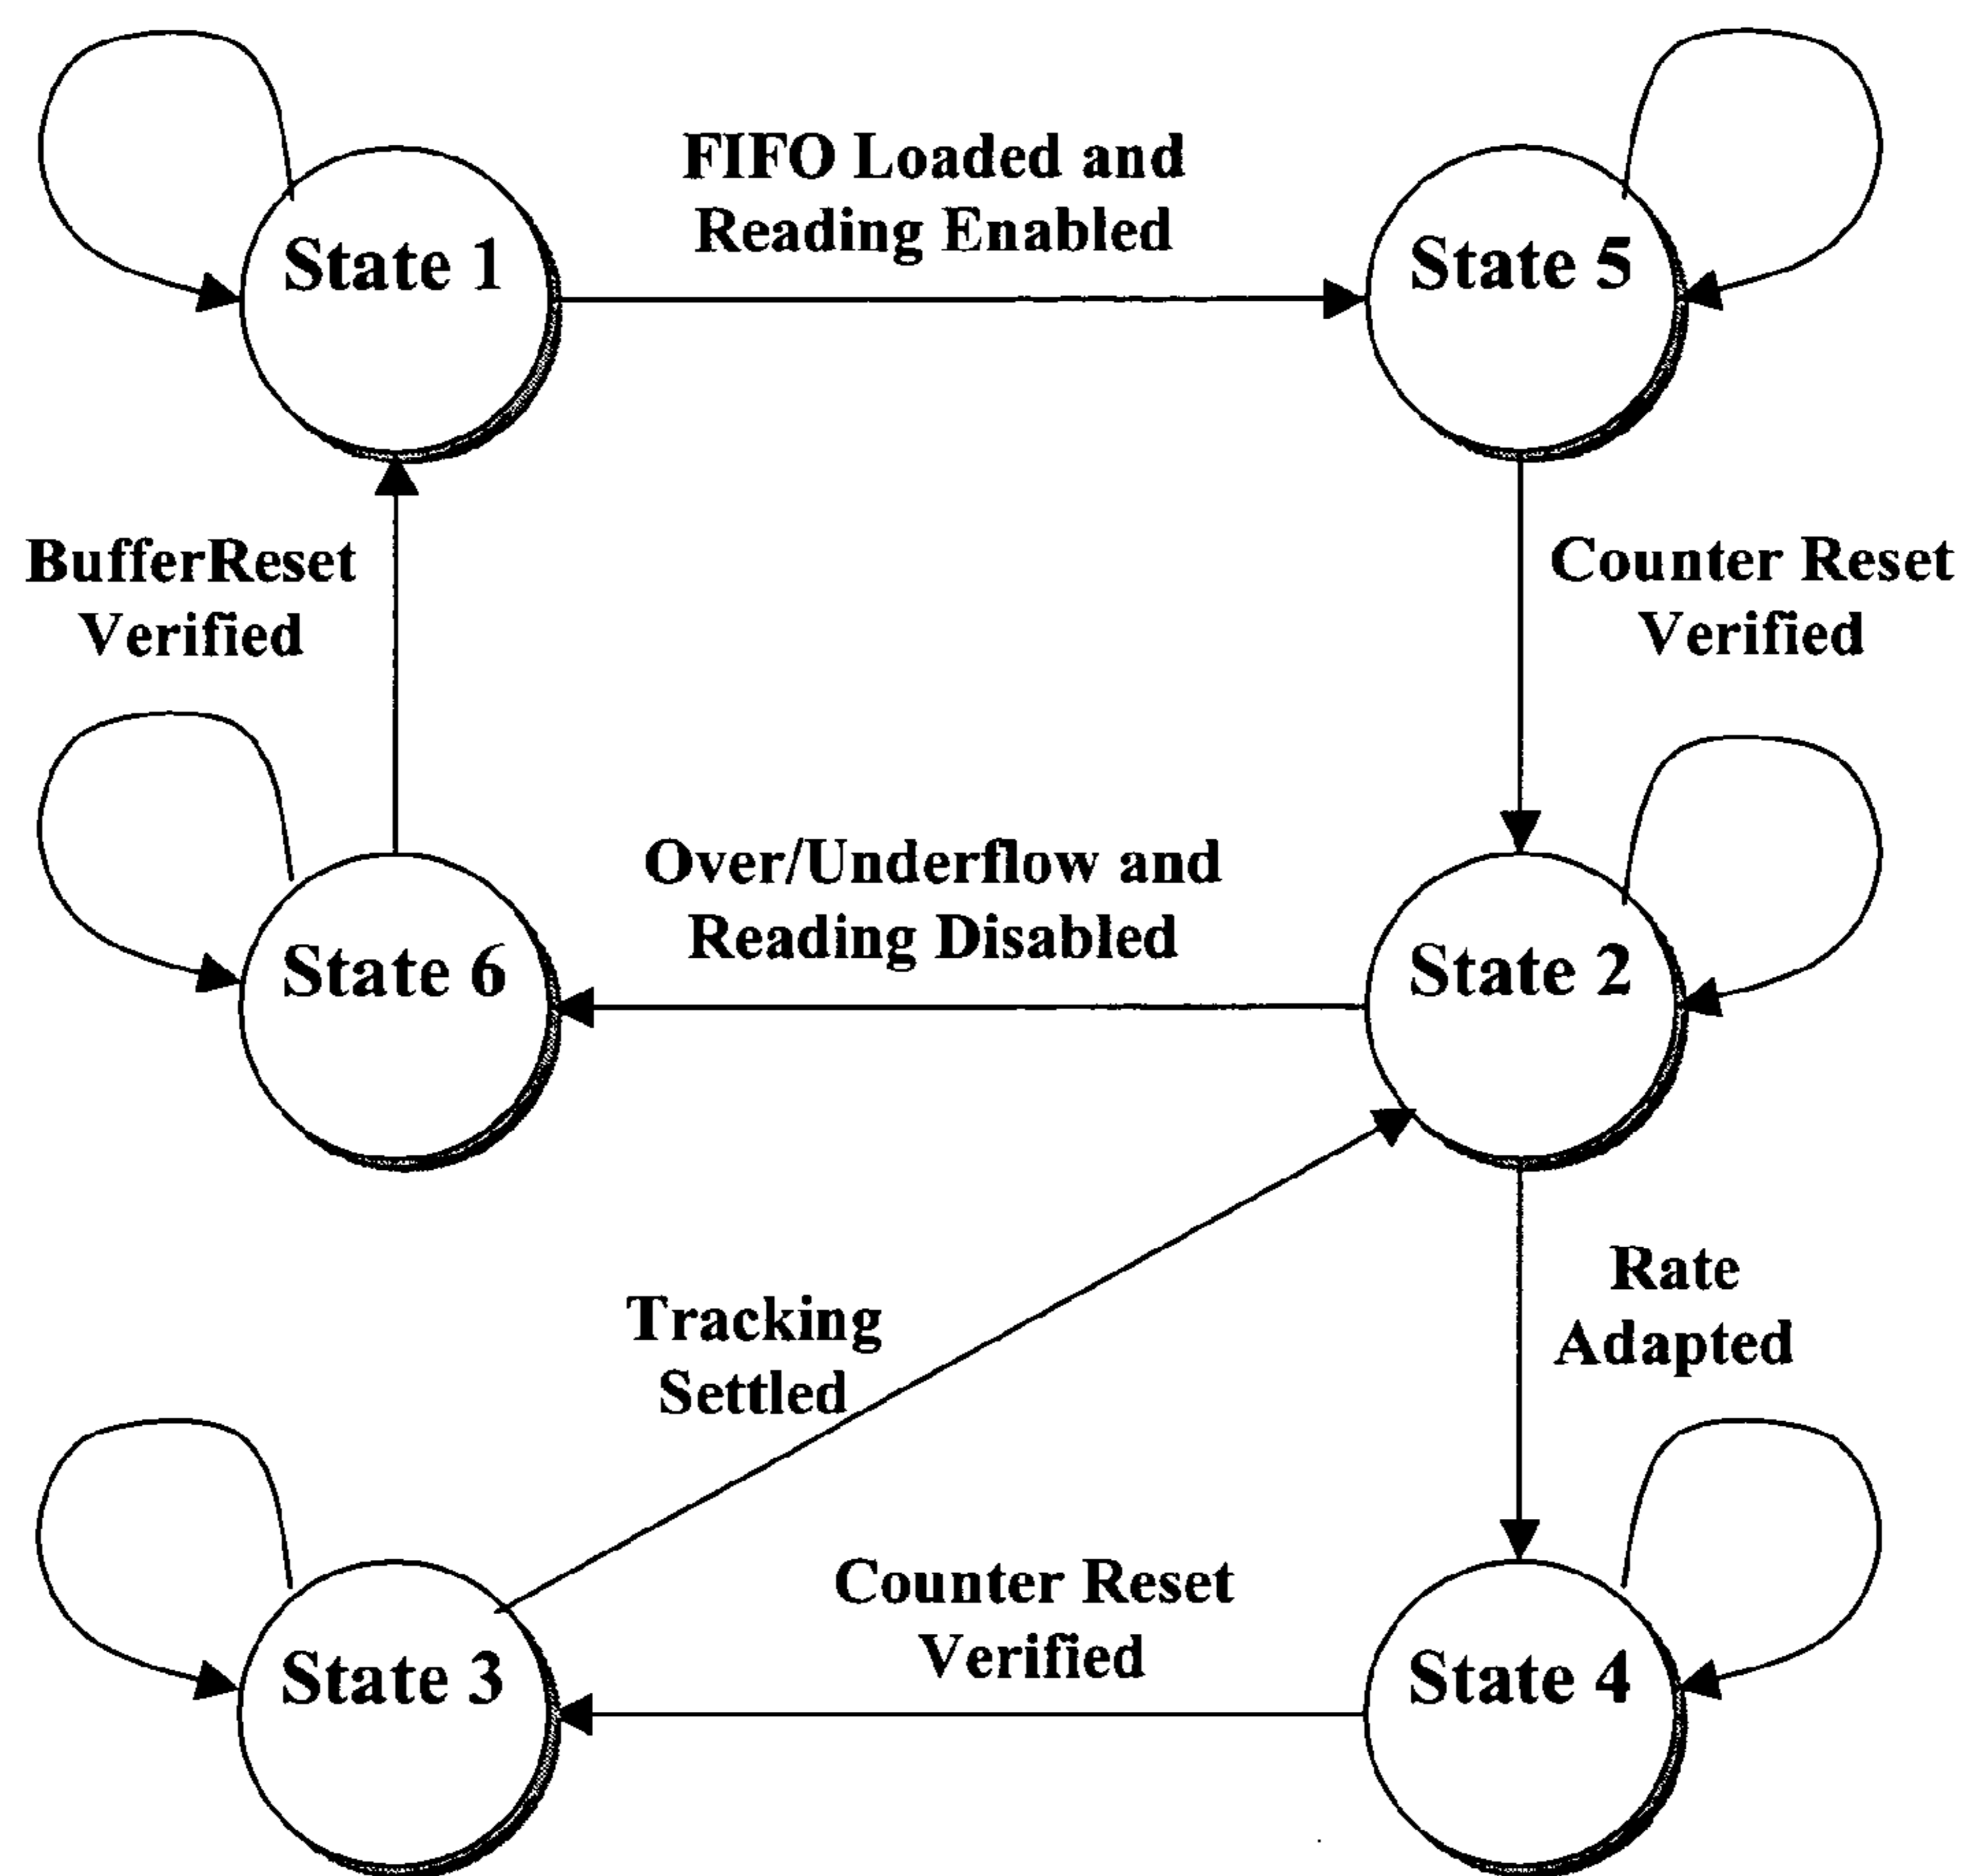 FIFO Loaded and
Reading Enabled
State 1
State 5
BufferReset
Verified
Counter Reset
Verified
Over/Underflow and
Reading Disabled
State 6
State 2
Tracking
Settled
Rate
Adapted
Counter Reset
Verified
State 3
State 4